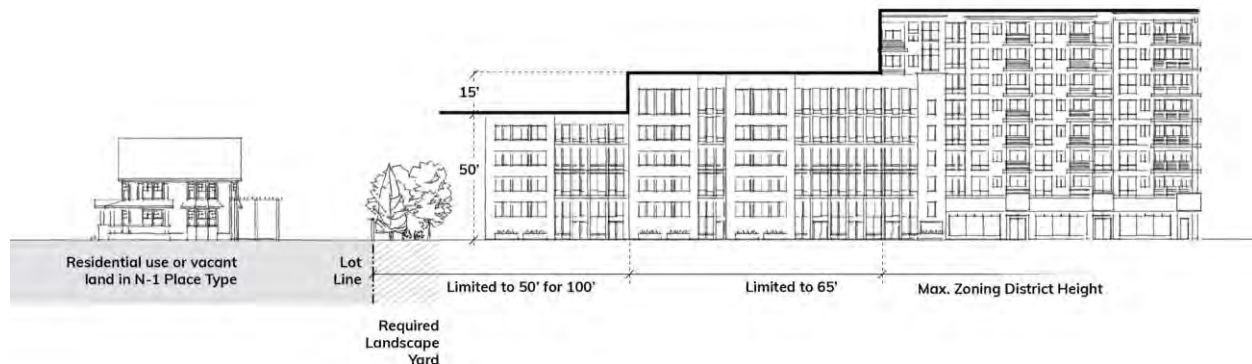 15'
50'
Residential use or vacant
land in N-1 Place Type
Lot
Line
Limited to 50' for 100'
Limited to 65'
Max. Zoning District Height
Required
Landscape
Yard